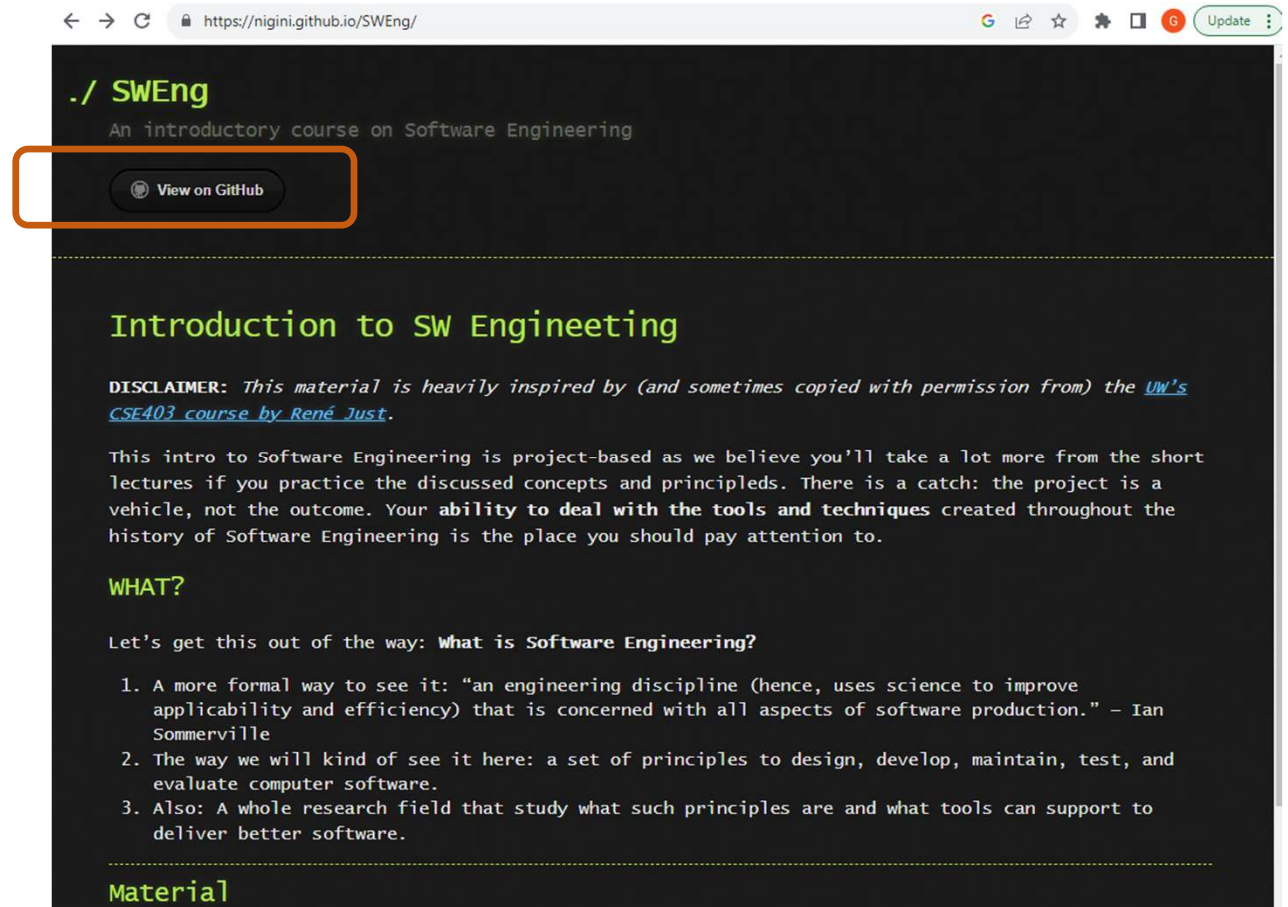 https://nigini.github.io/SWEng/
G
Update
./ SWEng
An introductory course on Software Engineering
View on GitHub
Introduction to SW Engineeting
DISCLAIMER: This material is heavily inspired by (and sometimes copied with permission from) the UW's
CSE403 course by René Just.
This intro to Software Engineering is project-based as we believe you'll take a lot more from the short
lectures if you practice the discussed concepts and principleds. There is a catch: the project is a
vehicle, not the outcome. Your ability to deal with the tools and techniques created throughout the
history of Software Engineering is the place you should pay attention to.
WHAT?
Let's get this out of the way: What is Software Engineering?
1. A more formal way to see it: “an engineering discipline (hence, uses science to improve
applicability and efficiency) that is concerned with all aspects of software production.” – Ian
Sommerville
2. The way we will kind of see it here: a set of principles to design, develop, maintain, test, and
evaluate computer software.
3. Also: A whole research field that study what such principles are and what tools can support to
deliver better software.
Material